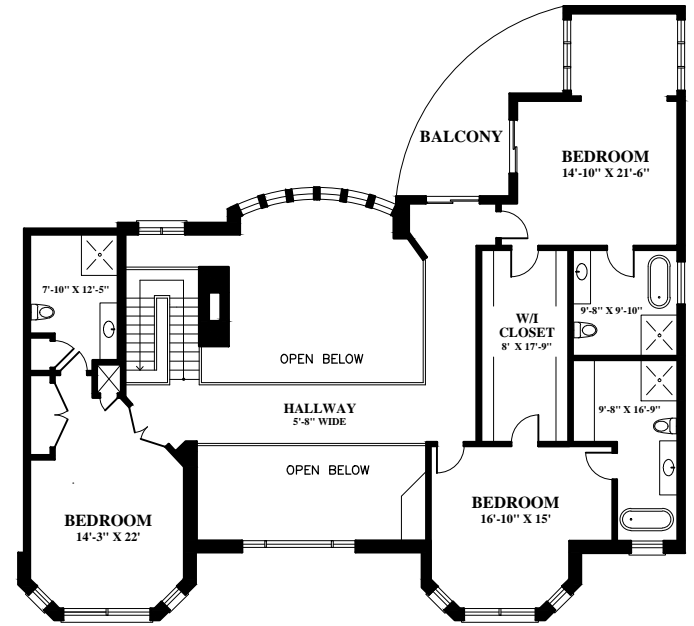 BALCONY
BEDROOM
14'-10" X 21'-6"
7'-10" X 12'-5"
9'-8" X 9'-10"
W/I
CLOSET
8' X 17'-9"
OPEN BELOW
HALLWAY
5'-8" WIDE
9'-8" X 16'-9"
OPEN BELOW
BEDROOM
16'-10" X 15'
BEDROOM
14'-3" X 22'